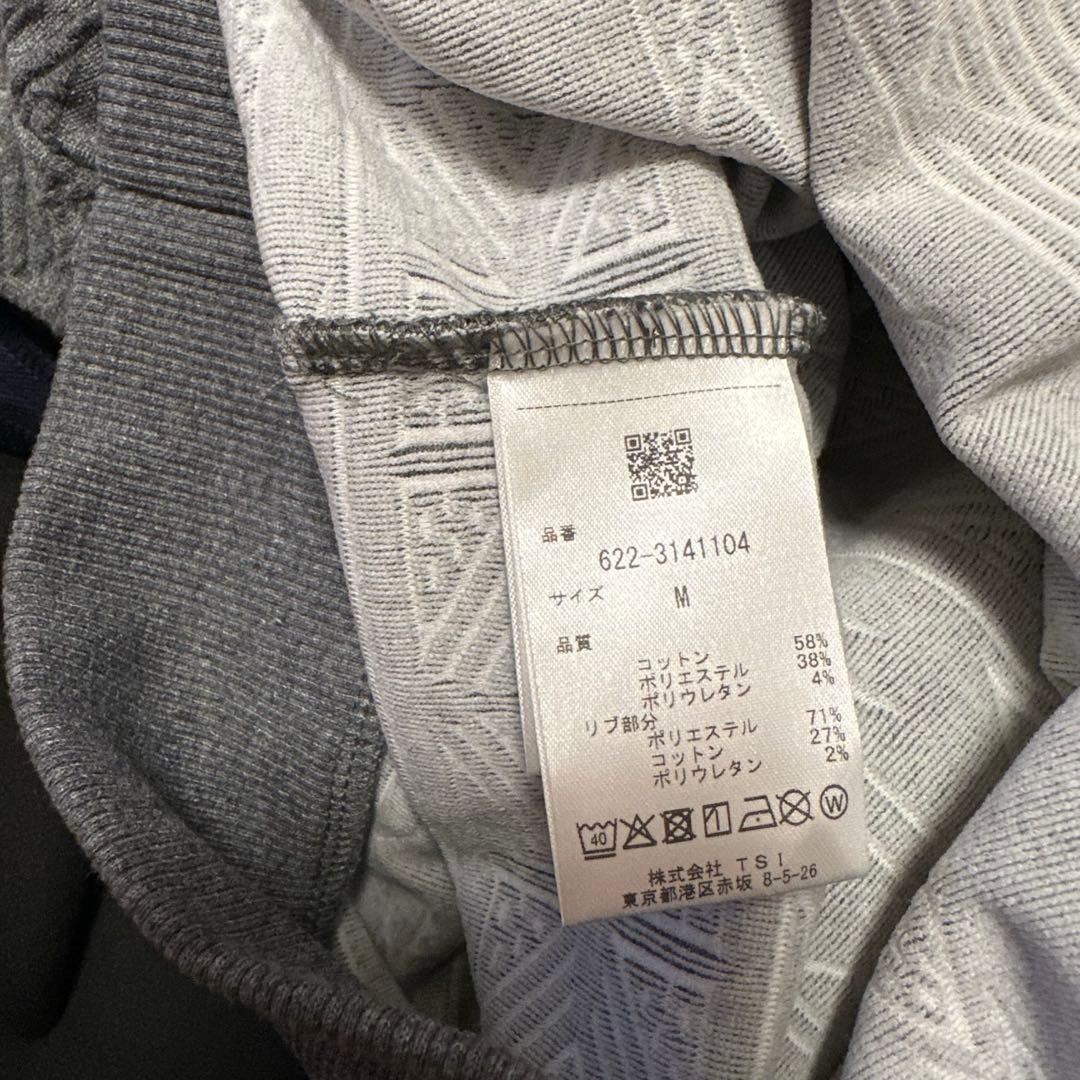 品番
622-3141104
サイズ M
品質
コットン 58%
ポリエステル 38%
ポリウレタン 4%
リブ部分
ポリエステル 71%
コットン 27%
ポリウレタン 2%
40 W
株式会社 TSI
東京都港区赤坂 8-5-26